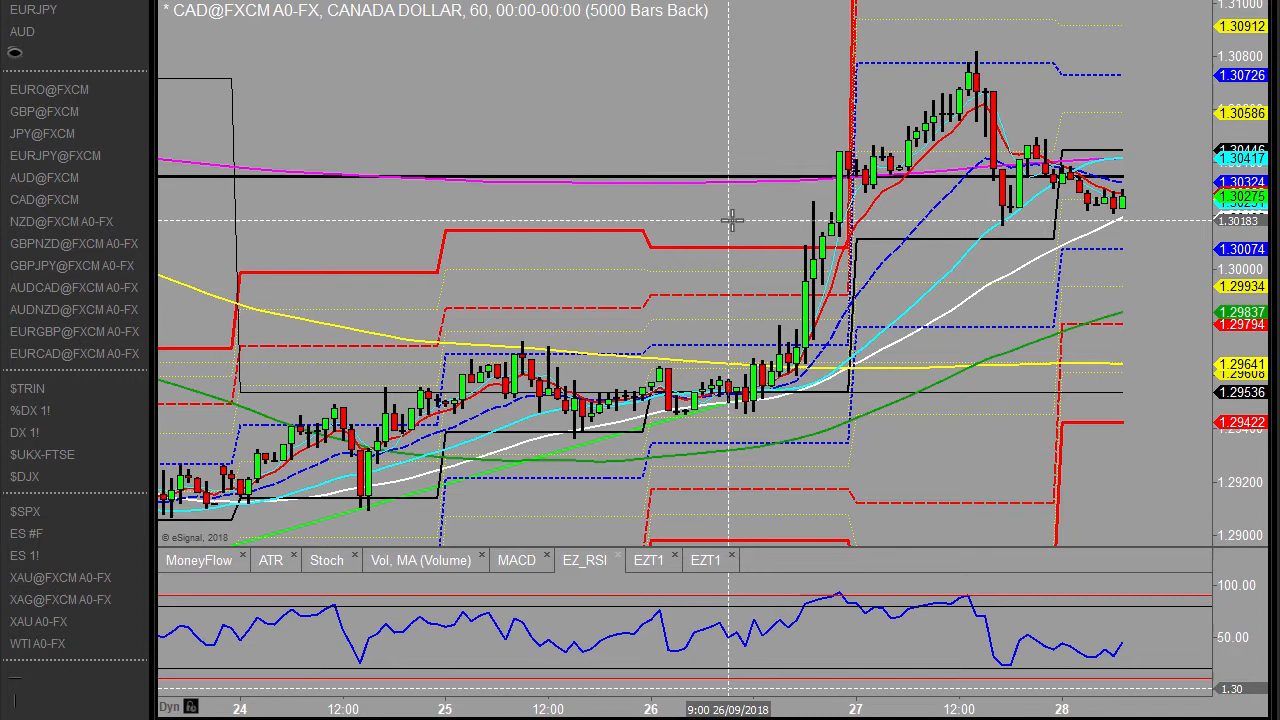 EURJPY
AUD
EURO@FXCM
GBP@FXCM
JPY@FXCM
EURJPY@FXCM
AUD@FXCM
CAD@FXCM
NZD@FXCM A0-FX
GBPNZD@FXCM A0-FX
GBPJPY@FXCM A0-FX
AUDCAD@FXCM A0-FX
AUDNZD@FXCM A0-FX
EURGBP@FXCM A0-FX
EURCAD@FXCM A0-FX
$TRIN
%DX 1!
DX 1!
$UKX-FTSE
$DJX
$SPX
ES #F
ES 1!
XAU@FXCM A0-FX
XAG@FXCM A0-FX
XAU A0-FX
WTI A0-FX
* CAD@FXCM A0-FX, CANADA DOLLAR, 60, 00:00-00:00 (5000 Bars Back)
1.31000
1.30912
1.30800
1.30726
1.30586
1.30417
1.30324
1.30275
1.30183
1.30074
1.30000
1.29934
1.29837
1.29794
1.29641
1.29536
1.29422
1.29200
1.29000
© eSignal, 2018
MoneyFlow
ATR
Stoch
Vol, MA (Volume)
MACD
EZ_RSI
EZT1
EZT1
100.00
50.00
1.30
Dyn
24
12:00
25
12:00
26
9:00 26/09/2018
27
12:00
28